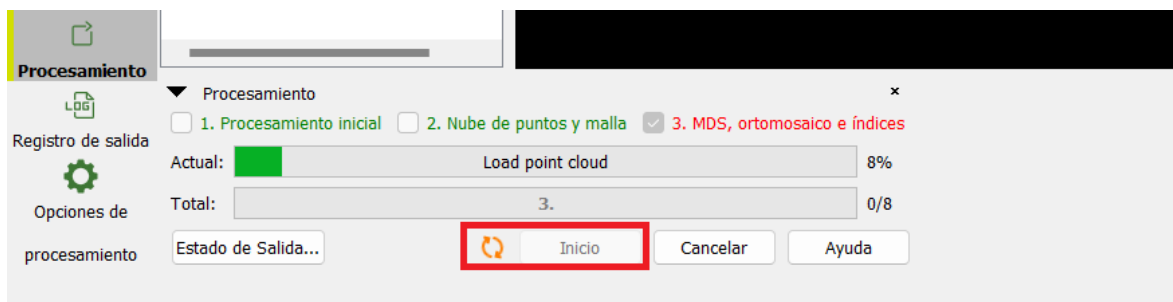 Procesamiento
LOG
Registro de salida
Opciones de
procesamiento
Procesamiento
1. Procesamiento inicial 2. Nube de puntos y malla 3. MDS, ortomosaico e índices
Actual: Load point cloud 8%
Total: 3. 0/8
Estado de Salida... Inicio Cancelar Ayuda